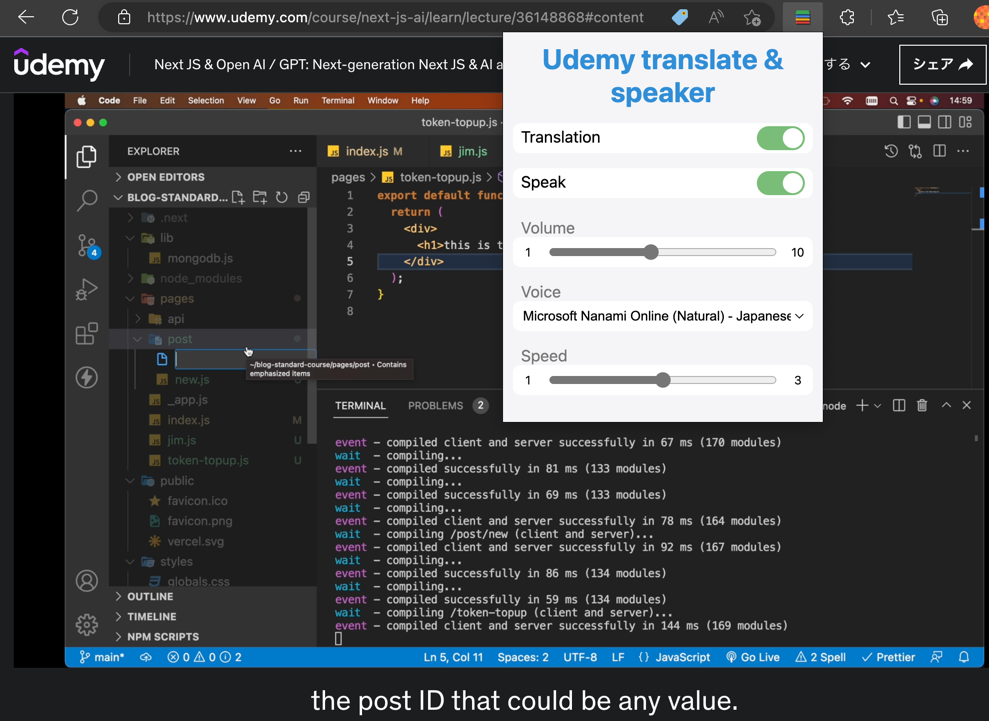 https://www.udemy.com/course/next-js-ai/learn/lecture/36148868#content
udemy
Next JS & Open AI / GPT: Next-generation Next JS & AI a
する
シェア
Udemy translate &
speaker
Translation
Speak
Volume
1
10
Voice
Microsoft Nanami Online (Natural) - Japanese
Speed
1
3
Code File Edit Selection View Go Run Terminal Window Help
14:59
token-topup.js -
EXPLORER
OPEN EDITORS
BLOG-STANDARD...
.next
lib
mongodb.js
node_modules
pages
api
post
~/blog-standard-course/pages/post • Contains
emphasized items
new.js
U
_app.js
index.js M
jim.js U
token-topup.js U
public
favicon.ico
favicon.png
vercel.svg
styles
globals.css
OUTLINE
TIMELINE
NPM SCRIPTS
4
JS index.js M
JS jim.js
pages > JS token-topup.js >
1 export default func
2 return (
3 <div>
4 <h1>this is t
5 </div>
6 );
7 }
8
TERMINAL PROBLEMS 2
node
event - compiled client and server successfully in 67 ms (170 modules)
wait - compiling...
event - compiled successfully in 81 ms (133 modules)
wait - compiling...
event - compiled successfully in 69 ms (133 modules)
wait - compiling...
event - compiled client and server successfully in 78 ms (164 modules)
wait - compiling /post/new (client and server)...
event - compiled client and server successfully in 92 ms (167 modules)
wait - compiling...
event - compiled successfully in 86 ms (134 modules)
wait - compiling...
event - compiled successfully in 59 ms (134 modules)
wait - compiling /token-topup (client and server)...
event - compiled client and server successfully in 144 ms (169 modules)
main* 0 0 2
Ln 5, Col 11 Spaces: 2 UTF-8 LF {} JavaScript Go Live 2 Spell Prettier
the post ID that could be any value.